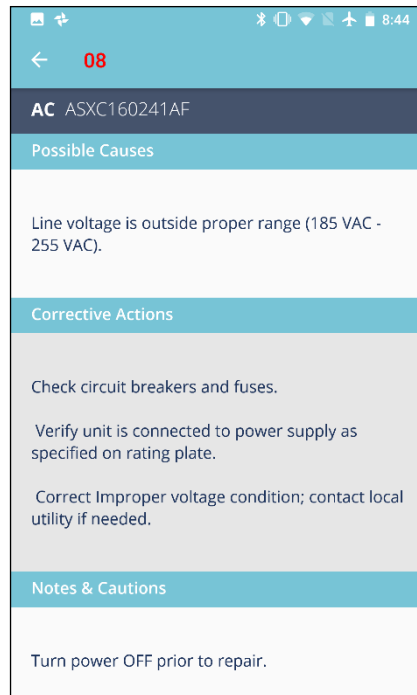 8:44
08
AC ASXC160241AF
Possible Causes
Line voltage is outside proper range (185 VAC -
255 VAC).
Corrective Actions
Check circuit breakers and fuses.
Verify unit is connected to power supply as
specified on rating plate.
Correct Improper voltage condition; contact local
utility if needed.
Notes & Cautions
Turn power OFF prior to repair.